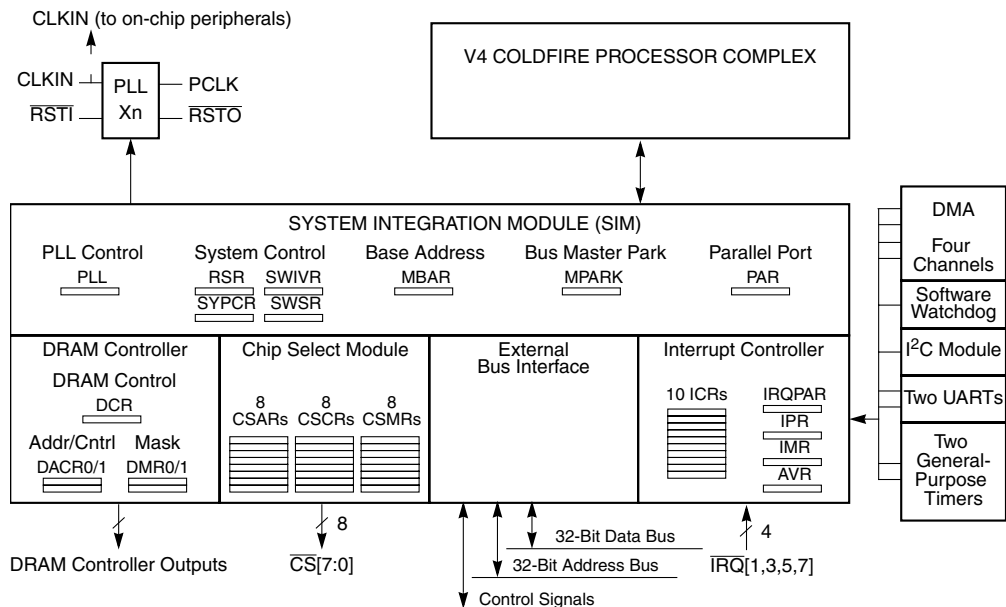 CLKIN (to on-chip peripherals)
CLKIN
RSTI
PLL
Xn
PCLK
RSTO
V4 COLDFIRE PROCESSOR COMPLEX
SYSTEM INTEGRATION MODULE (SIM)
PLL Control
PLL
System Control
RSR SWIVR
SYPCR SWSR
Base Address
MBAR
Bus Master Park
MPARK
Parallel Port
PAR
DRAM Controller
DRAM Control
DCR
Addr/Cntrl Mask
DACR0/1 DMR0/1
Chip Select Module
8 8 8
CSARs CSCRs CSMRs
External
Bus Interface
Interrupt Controller
10 ICRs
IRQPAR
IPR
IMR
AVR
DMA
Four
Channels
Software
Watchdog
I²C Module
Two UARTs
Two
General-
Purpose
Timers
DRAM Controller Outputs
8
CS[7:0]
32-Bit Data Bus
32-Bit Address Bus
Control Signals
4
IRQ[1,3,5,7]